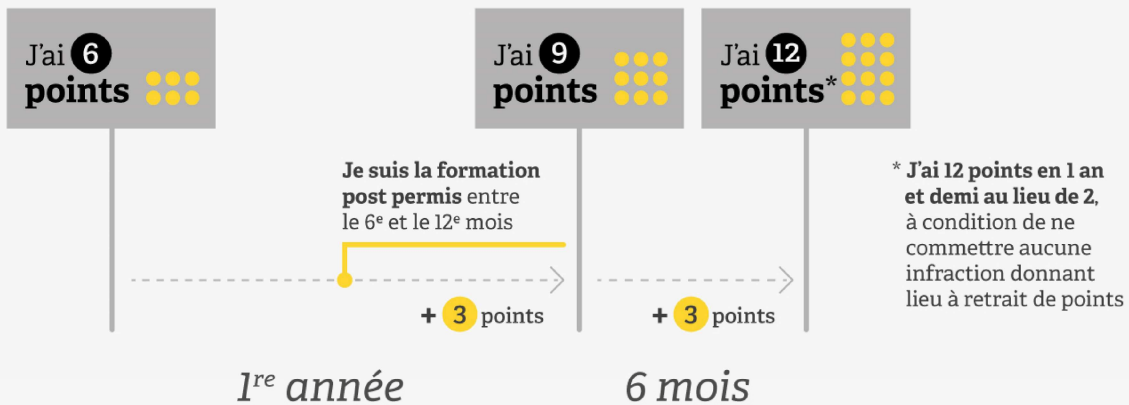 J'ai 6
points
J'ai 9
points
J'ai 12
points*
Je suis la formation
post permis entre
le 6e et le 12e mois
* J'ai 12 points en 1 an
et demi au lieu de 2,
à condition de ne
commettre aucune
infraction donnant
lieu à retrait de points
+ 3 points
+ 3 points
1re année
6 mois